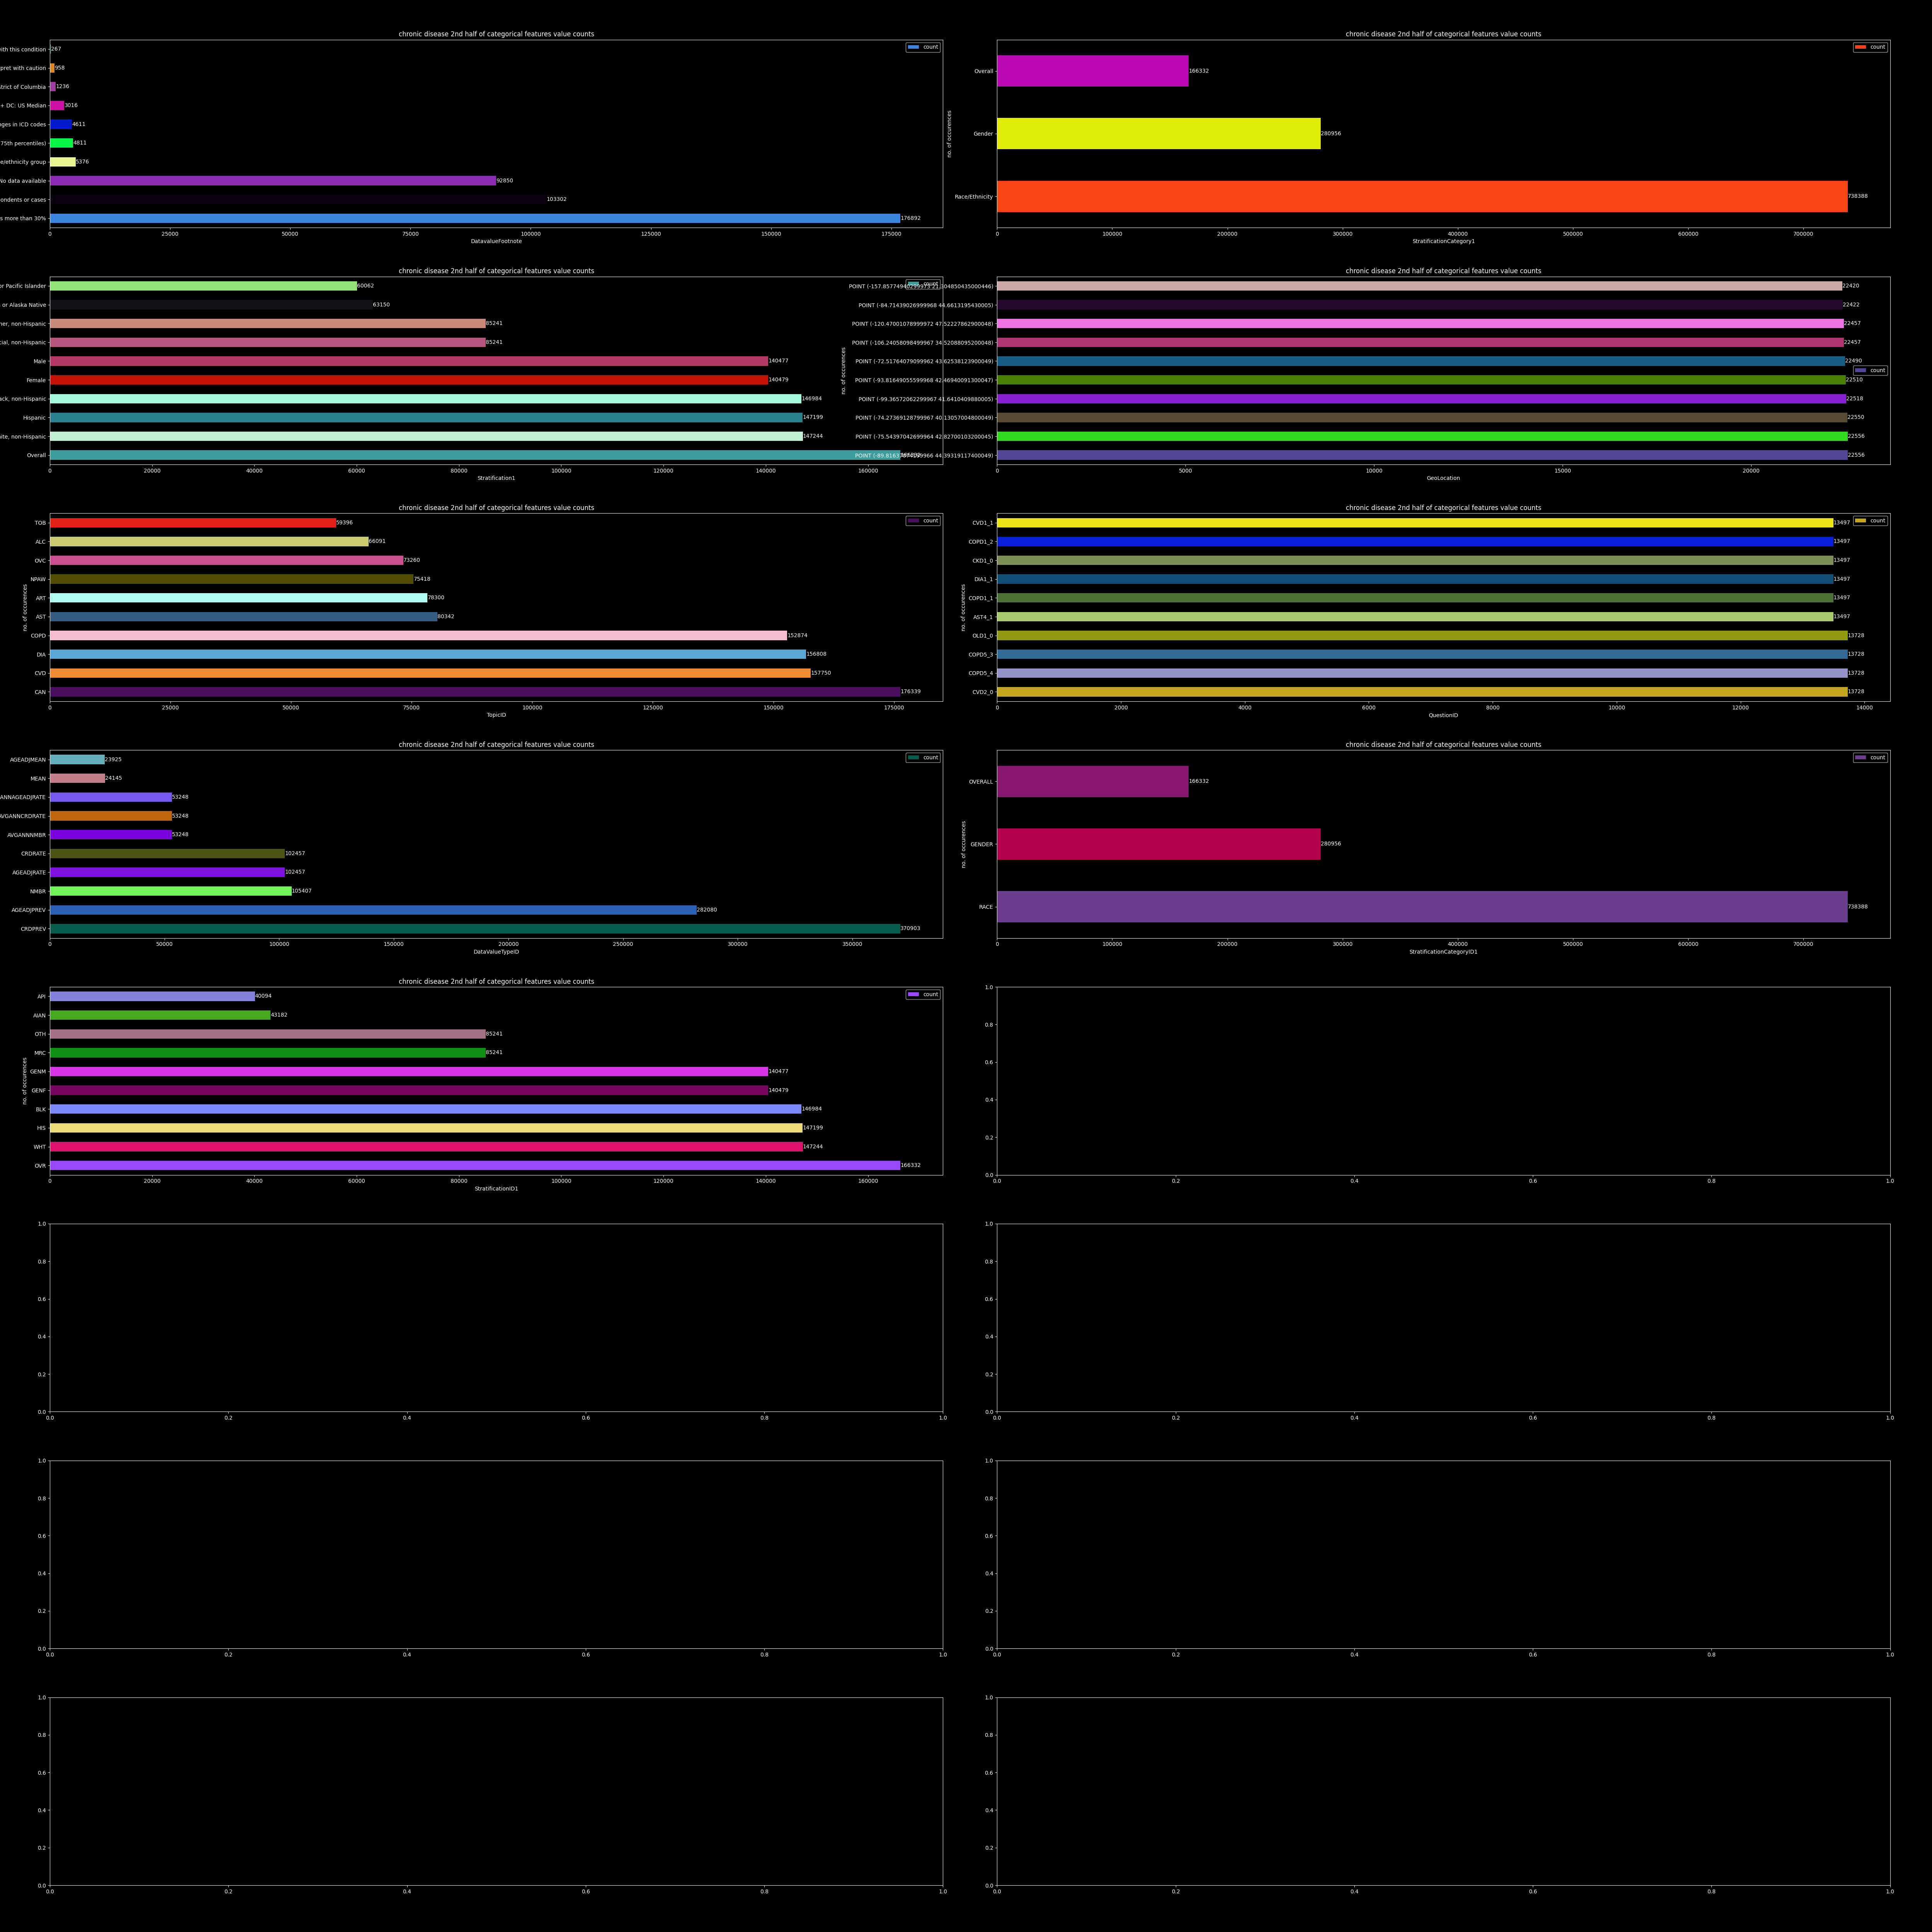 chronic disease 2nd half of categorical features value counts
count
with this condition 267
pret with caution 958
trict of Columbia 1236
+ DC: US Median 3016
nges in ICD codes 4611
75th percentiles) 4811
e/ethnicity group 5376
No data available 92850
pondents or cases 103302
s more than 30% 176892
0 25000 50000 75000 100000 125000 150000 175000
DatavalueFootnote
chronic disease 2nd half of categorical features value counts
count
no. of occurences
Overall 166332
Gender 280956
Race/Ethnicity 738388
0 100000 200000 300000 400000 500000 600000 700000
StratificationCategory1
chronic disease 2nd half of categorical features value counts
or Pacific Islander 60062
or Alaska Native 63150
her, non-Hispanic 85241
cial, non-Hispanic 85241
Male 140477
Female 140479
ack, non-Hispanic 146984
Hispanic 147199
ite, non-Hispanic 147244
Overall
0 20000 40000 60000 80000 100000 120000 140000 160000
Stratification1
chronic disease 2nd half of categorical features value counts
count
no. of occurences
22420
POINT (-84.71439026999968 44.6613195430005) 22422
POINT (-120.47001078999972 47.52227862900048) 22457
POINT (-106.24058098499967 34.52088095200048) 22457
POINT (-72.51764079099962 43.62538123900049) 22490
POINT (-93.81649055599968 42.46940091300047) 22510
POINT (-99.36572062299967 41.6410409880005) 22518
POINT (-74.27369128799967 40.13057004800049) 22550
POINT (-75.54397042699964 42.82700103200045) 22556
22556
0 5000 10000 15000 20000
GeoLocation
chronic disease 2nd half of categorical features value counts
count
no. of occurences
TOB 59396
ALC 66091
OVC 73260
NPAW 75418
ART 78300
AST 80342
COPD 152874
DIA 156808
CVD 157750
CAN 176339
0 25000 50000 75000 100000 125000 150000 175000
TopicID
chronic disease 2nd half of categorical features value counts
count
no. of occurences
CVD1_1 13497
COPD1_2 13497
CKD1_0 13497
DIA1_1 13497
COPD1_1 13497
AST4_1 13497
OLD1_0 13728
COPD5_3 13728
COPD5_4 13728
CVD2_0 13728
0 2000 4000 6000 8000 10000 12000 14000
QuestionID
chronic disease 2nd half of categorical features value counts
count
AGEADJMEAN 23925
MEAN 24145
ANNAGEADJRATE 53248
AVGANNCRDRATE 53248
AVGANNNMBR 53248
CRDRATE 102457
AGEADJRATE 102457
NMBR 105407
AGEADJPREV 282080
CRDPREV 370903
0 50000 100000 150000 200000 250000 300000 350000
DataValueTypeID
chronic disease 2nd half of categorical features value counts
count
no. of occurences
OVERALL 166332
GENDER 280956
RACE 738388
0 100000 200000 300000 400000 500000 600000 700000
StratificationCategoryID1
chronic disease 2nd half of categorical features value counts
count
no. of occurences
API 40094
AIAN 43182
OTH 85241
MRC 85241
GENM 140477
GENF 140479
BLK 146984
HIS 147199
WHT 147244
OVR 166332
0 20000 40000 60000 80000 100000 120000 140000 160000
StratificationID1
1.0
0.8
0.6
0.4
0.2
0.0
0.0 0.2 0.4 0.6 0.8 1.0
1.0
0.8
0.6
0.4
0.2
0.0
0.0 0.2 0.4 0.6 0.8 1.0
1.0
0.8
0.6
0.4
0.2
0.0
0.0 0.2 0.4 0.6 0.8 1.0
1.0
0.8
0.6
0.4
0.2
0.0
0.0 0.2 0.4 0.6 0.8 1.0
1.0
0.8
0.6
0.4
0.2
0.0
0.0 0.2 0.4 0.6 0.8 1.0
1.0
0.8
0.6
0.4
0.2
0.0
0.0 0.2 0.4 0.6 0.8 1.0
1.0
0.8
0.6
0.4
0.2
0.0
0.0 0.2 0.4 0.6 0.8 1.0